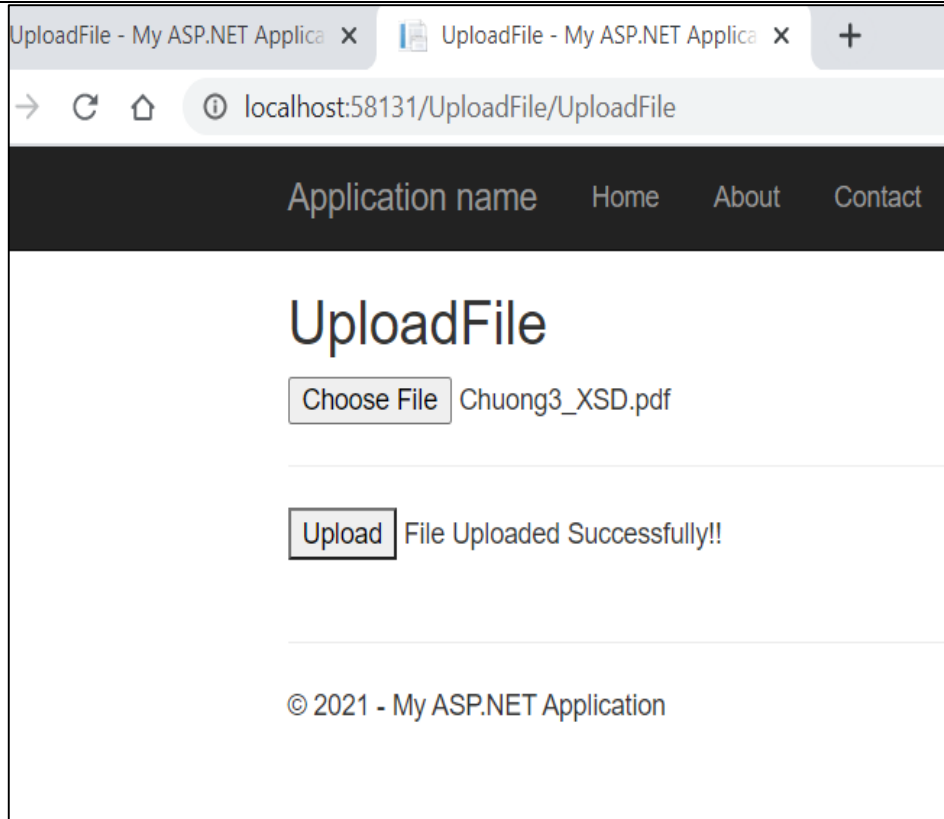 UploadFile - My ASP.NET Applica UploadFile - My ASP.NET Applica
localhost:58131/UploadFile/UploadFile
Application name Home About Contact
UploadFile
Choose File Chuong3_XSD.pdf
Upload File Uploaded Successfully!!
© 2021 - My ASP.NET Application